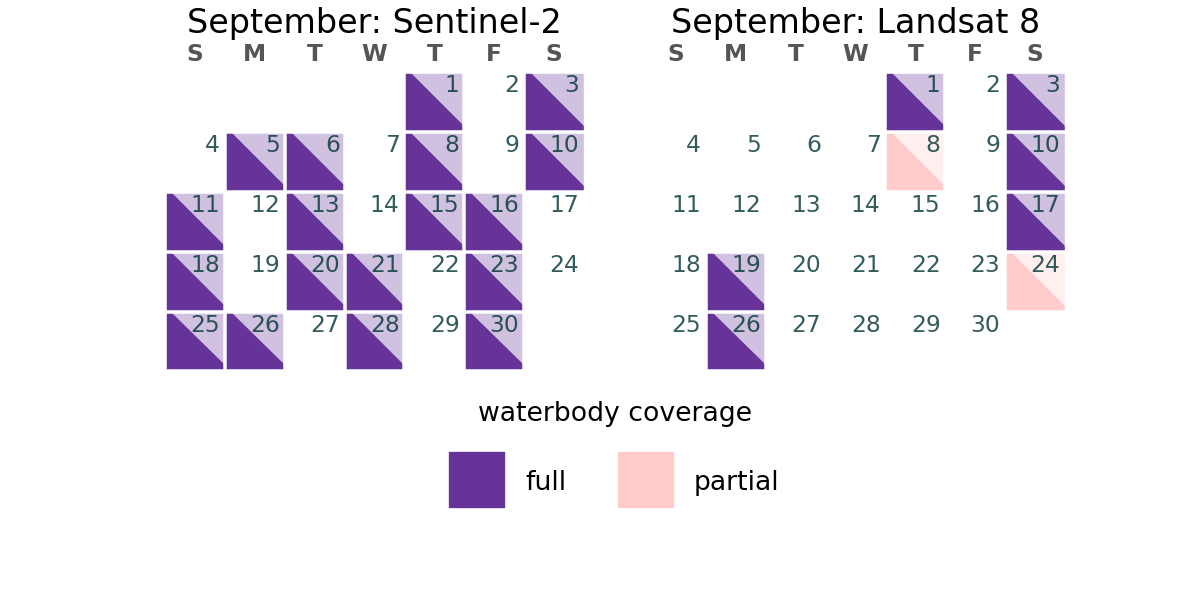 September: Sentinel-2
S M T W T F S
1 2 3
4 5 6 7 8 9 10
11 12 13 14 15 16 17
18 19 20 21 22 23 24
25 26 27 28 29 30
September: Landsat 8
S M T W T F S
1 2 3
4 5 6 7 8 9 10
11 12 13 14 15 16 17
18 19 20 21 22 23 24
25 26 27 28 29 30
waterbody coverage
full
partial